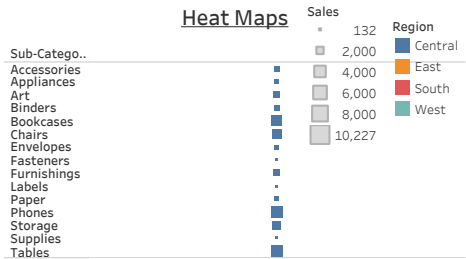 Heat Maps
Sub-Catego..
Accessories
Appliances
Art
Binders
Bookcases
Chairs
Envelopes
Fasteners
Furnishings
Labels
Paper
Phones
Storage
Supplies
Tables
Sales
132
2,000
4,000
6,000
8,000
10,227
Region
Central
East
South
West